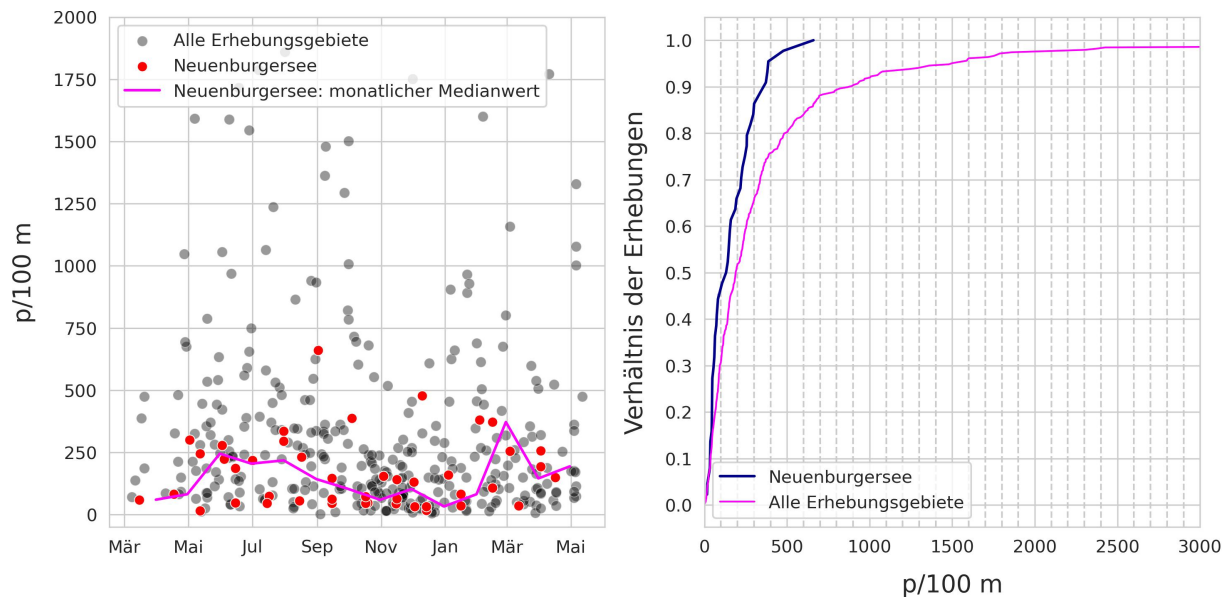 2000
1750
1500
1250
1000
750
500
250
0
p/100 m
Alle Erhebungsgebiete
Neuenburgersee
Neuenburgersee: monatlicher Medianwert
Mär
Mai
Jul
Sep
Nov
Jan
Mär
Mai
Verhältnis der Erhebungen
1.0
0.9
0.8
0.7
0.6
0.5
0.4
0.3
0.2
0.1
0.0
Neuenburgersee
Alle Erhebungsgebiete
0
500
1000
1500
2000
2500
3000
p/100 m